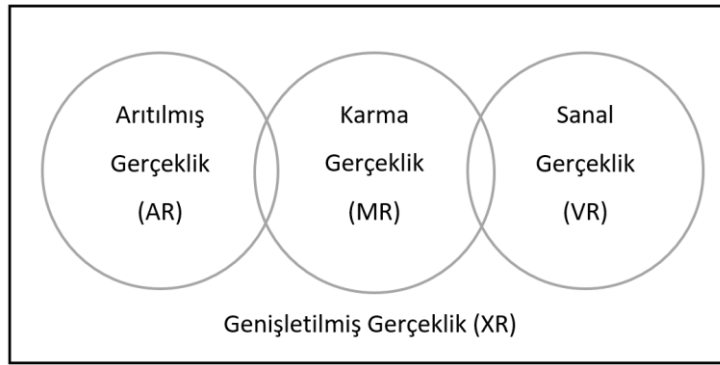 Arıtılmış
Gerçeklik
(AR)
Karma
Gerçeklik
(MR)
Sanal
Gerçeklik
(VR)
Genişletilmiş Gerçeklik (XR)